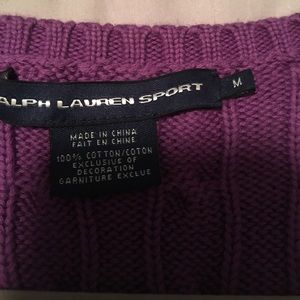 ALPH LAUREN SPORT
M
MADE IN CHINA
FAIT EN CHINE
100% COTTON/COTON
EXCLUSIVE OF
DECORATION
GARNITURE EXCLUE